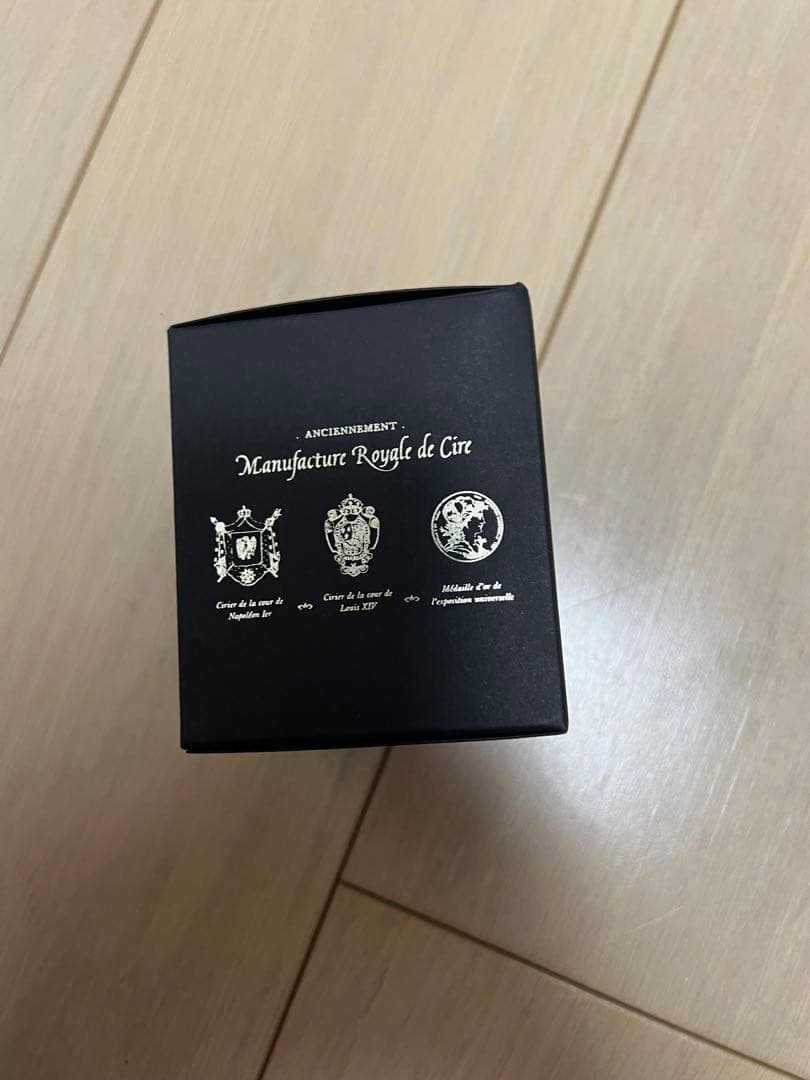 . ANCIENNEMENT .
Manufacture Royale de Cire
Cirier de la cour de
Napoléon Ier
Cirier de la cour de
Louis XIV
Médaille d'or de
l'exposition universelle